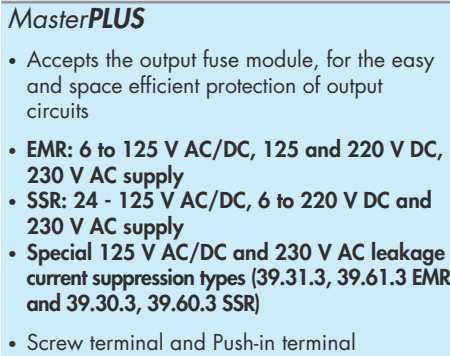 MasterPLUS
• Accepts the output fuse module, for the easy
and space efficient protection of output
circuits
• EMR: 6 to 125 V AC/DC, 125 and 220 V DC,
230 V AC supply
• SSR: 24 - 125 V AC/DC, 6 to 220 V DC and
230 V AC supply
• Special 125 V AC/DC and 230 V AC leakage
current suppression types (39.31.3, 39.61.3 EMR
and 39.30.3, 39.60.3 SSR)
• Screw terminal and Push-in terminal